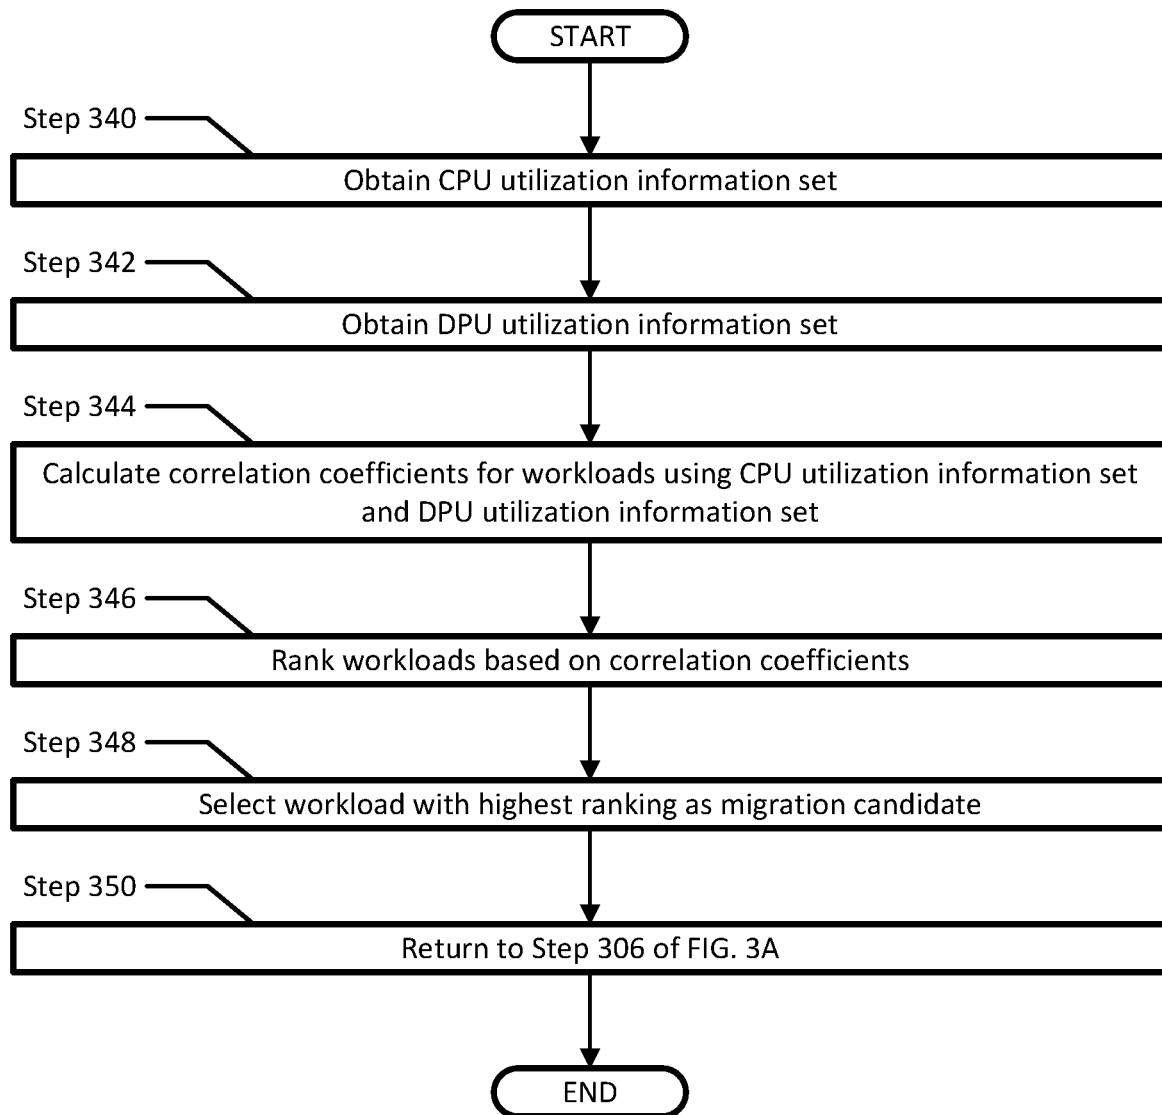 START
Step 340
Obtain CPU utilization information set
Step 342
Obtain DPU utilization information set
Step 344
Calculate correlation coefficients for workloads using CPU utilization information set
and DPU utilization information set
Step 346
Rank workloads based on correlation coefficients
Step 348
Select workload with highest ranking as migration candidate
Step 350
Return to Step 306 of FIG. 3A
END